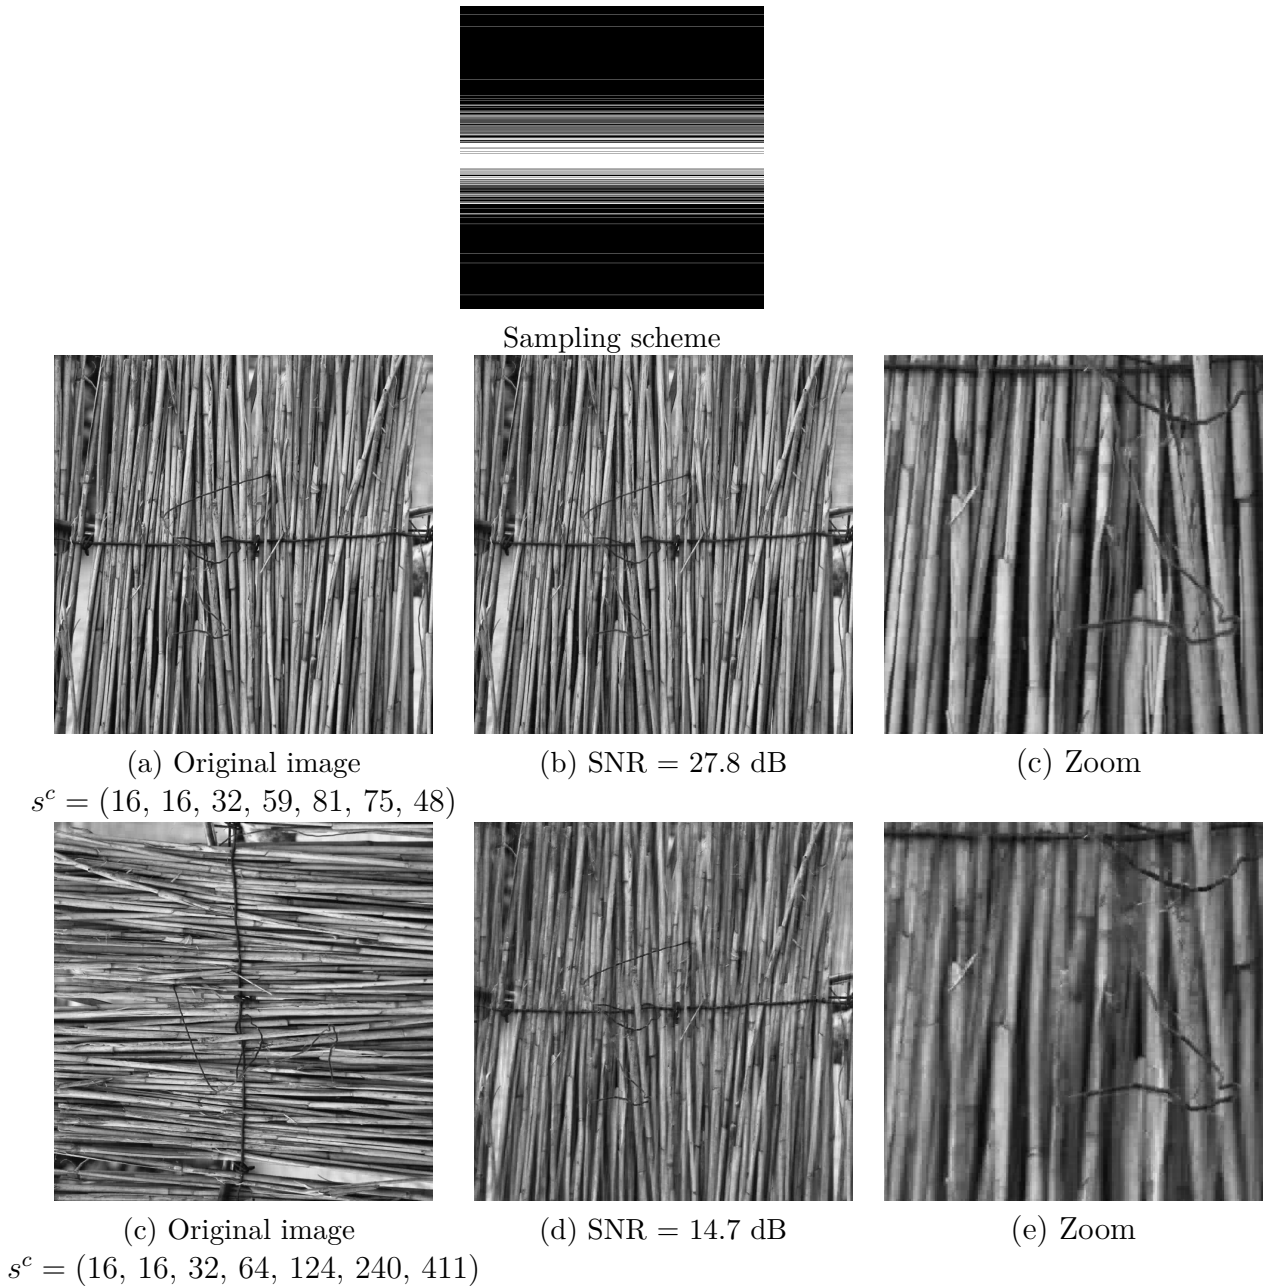 Sampling scheme
(a) Original image
(b) SNR = 27.8 dB
(c) Zoom
s^c = (16, 16, 32, 59, 81, 75, 48)
(c) Original image
(d) SNR = 14.7 dB
(e) Zoom
s^c = (16, 16, 32, 64, 124, 240, 411)